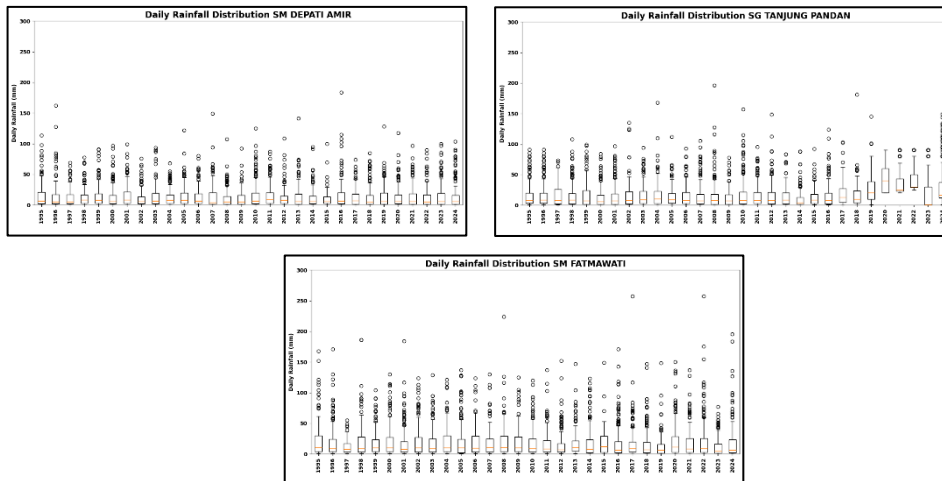 Daily Rainfall Distribution SM DEPATI AMIR
Daily Rainfall (mm)
300
250
200
150
100
50
0
1995 1996 1997 1998 1999 2000 2001 2002 2003 2004 2005 2006 2007 2008 2009 2010 2011 2012 2013 2014 2015 2016 2017 2018 2019 2020 2021 2022 2023 2024
Daily Rainfall Distribution SG TANJUNG PANDAN
Daily Rainfall (mm)
300
250
200
150
100
50
0
1995 1996 1997 1998 1999 2000 2001 2002 2003 2004 2005 2006 2007 2008 2009 2010 2011 2012 2013 2014 2015 2016 2017 2018 2019 2020 2021 2022 2023 2024
Daily Rainfall Distribution SM FATMAWATI
Daily Rainfall (mm)
300
250
200
150
100
50
0
1995 1996 1997 1998 1999 2000 2001 2002 2003 2004 2005 2006 2007 2008 2009 2010 2011 2012 2013 2014 2015 2016 2017 2018 2019 2020 2021 2022 2023 2024